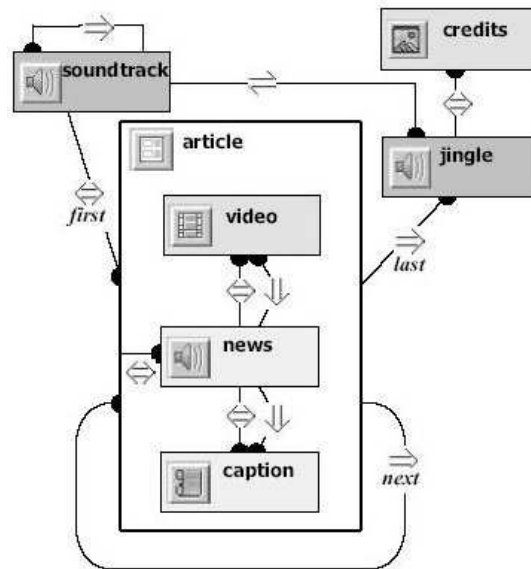 credits
soundtrack
article
jingle
first
video
last
news
caption
next